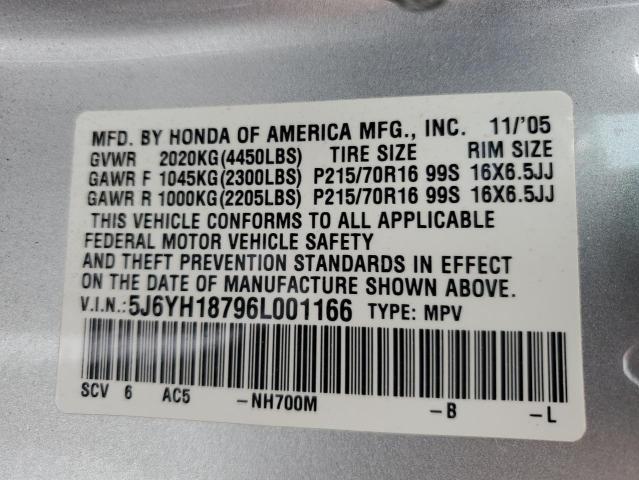 MFD. BY HONDA OF AMERICA MFG., INC. 11/'05
GVWR 2020KG(4450LBS) TIRE SIZE RIM SIZE
GAWR F 1045KG(2300LBS) P215/70R16 99S 16X6.5JJ
GAWR R 1000KG(2205LBS) P215/70R16 99S 16X6.5JJ
THIS VEHICLE CONFORMS TO ALL APPLICABLE
FEDERAL MOTOR VEHICLE SAFETY
AND THEFT PREVENTION STANDARDS IN EFFECT
ON THE DATE OF MANUFACTURE SHOWN ABOVE.
V.I.N.:5J6YH18796L001166 TYPE: MPV
SCV 6 AC5 -NH700M -B -L